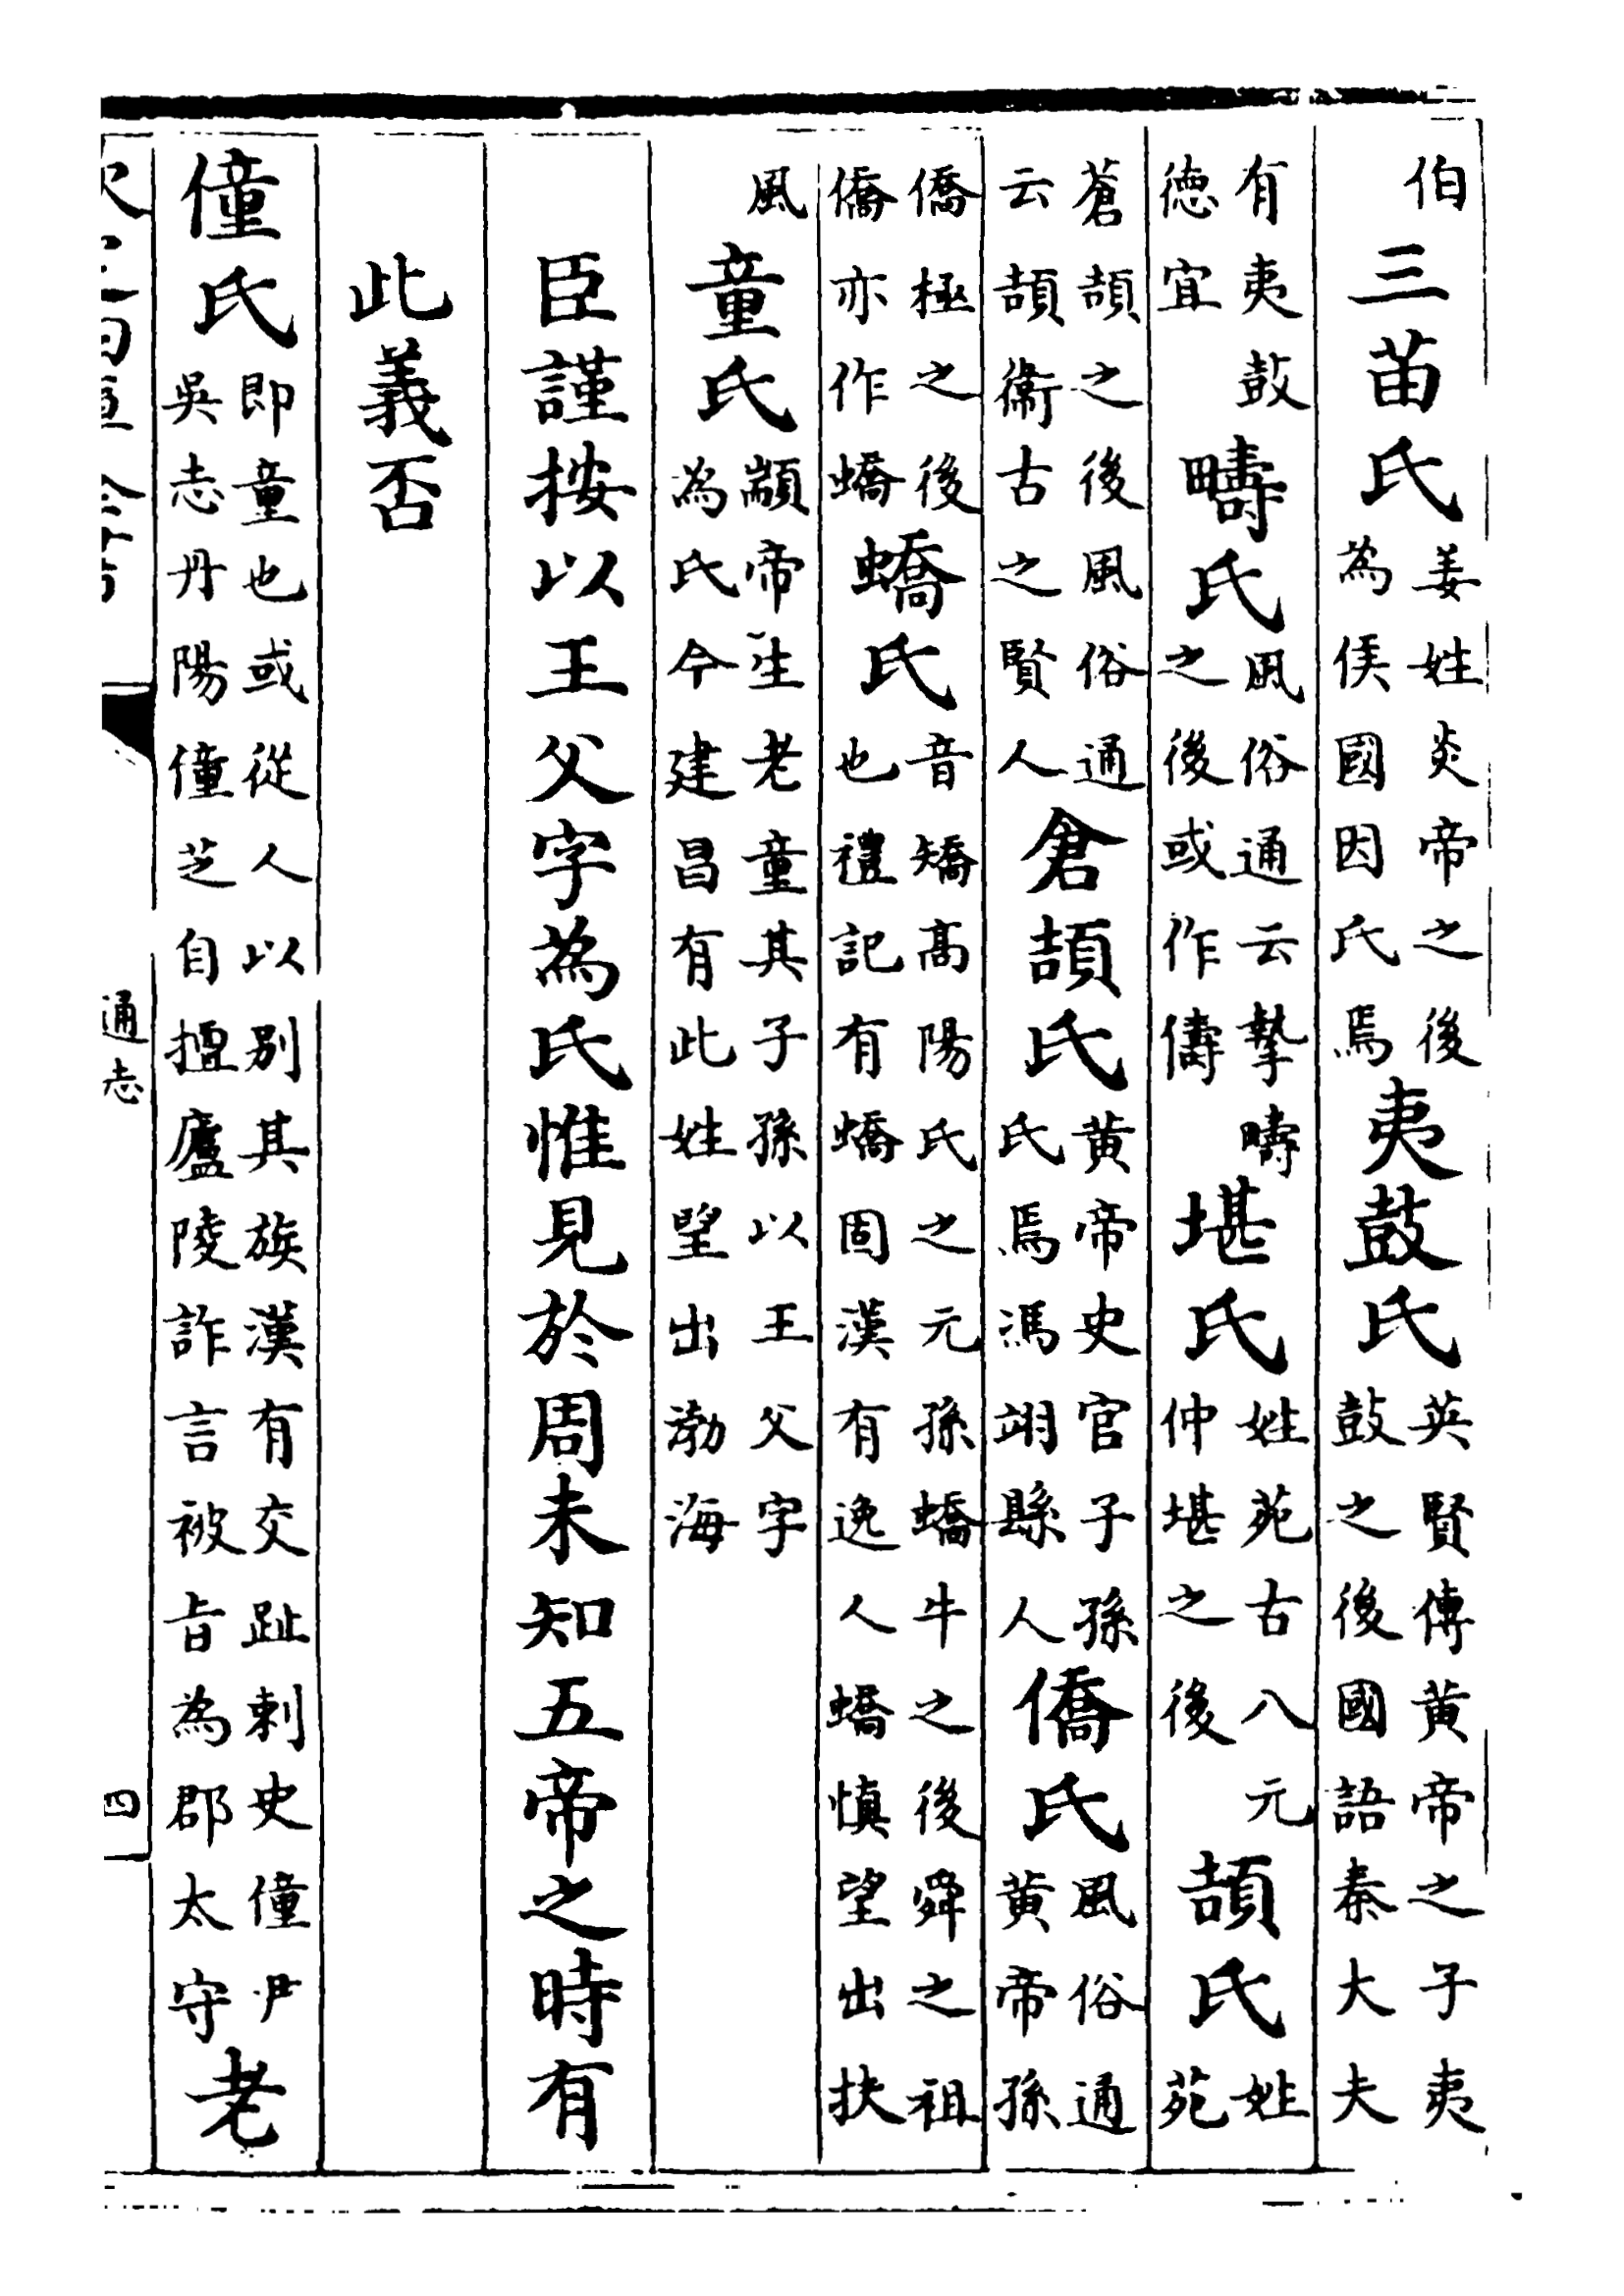 伯三苗氏姜姓炎帝之後為侯國因氏焉夷鼓氏英賢傳黄帝之子夷鼓之後國語秦大夫
有夷鼓德宜疇氏風俗通云摯疇之後或作儔堪氏姓苑古八元仲堪之後頡氏姓苑
蒼頡之後風俗通云頡衞古之賢人倉頡氏黄帝史官子孫氏焉馮翊縣人僑氏風俗通黄帝孫
僑極之後僑亦作蟜蟜氏音矯髙陽氏之元孫蟜牛之後舜之祖也禮記有蟜固漢有逸人蟜慎望出扶
風童氏顓帝生老童其子孫以王父字為氏今建昌有此姓望出渤海
臣謹按以王父字為氏惟見於周未知五帝之時有
此義否
僮氏即童也或從人以别其族漢有交趾刺史僮尹吳志丹陽僮芝自擅廬陵詐言被旨為郡太守老
通志
四